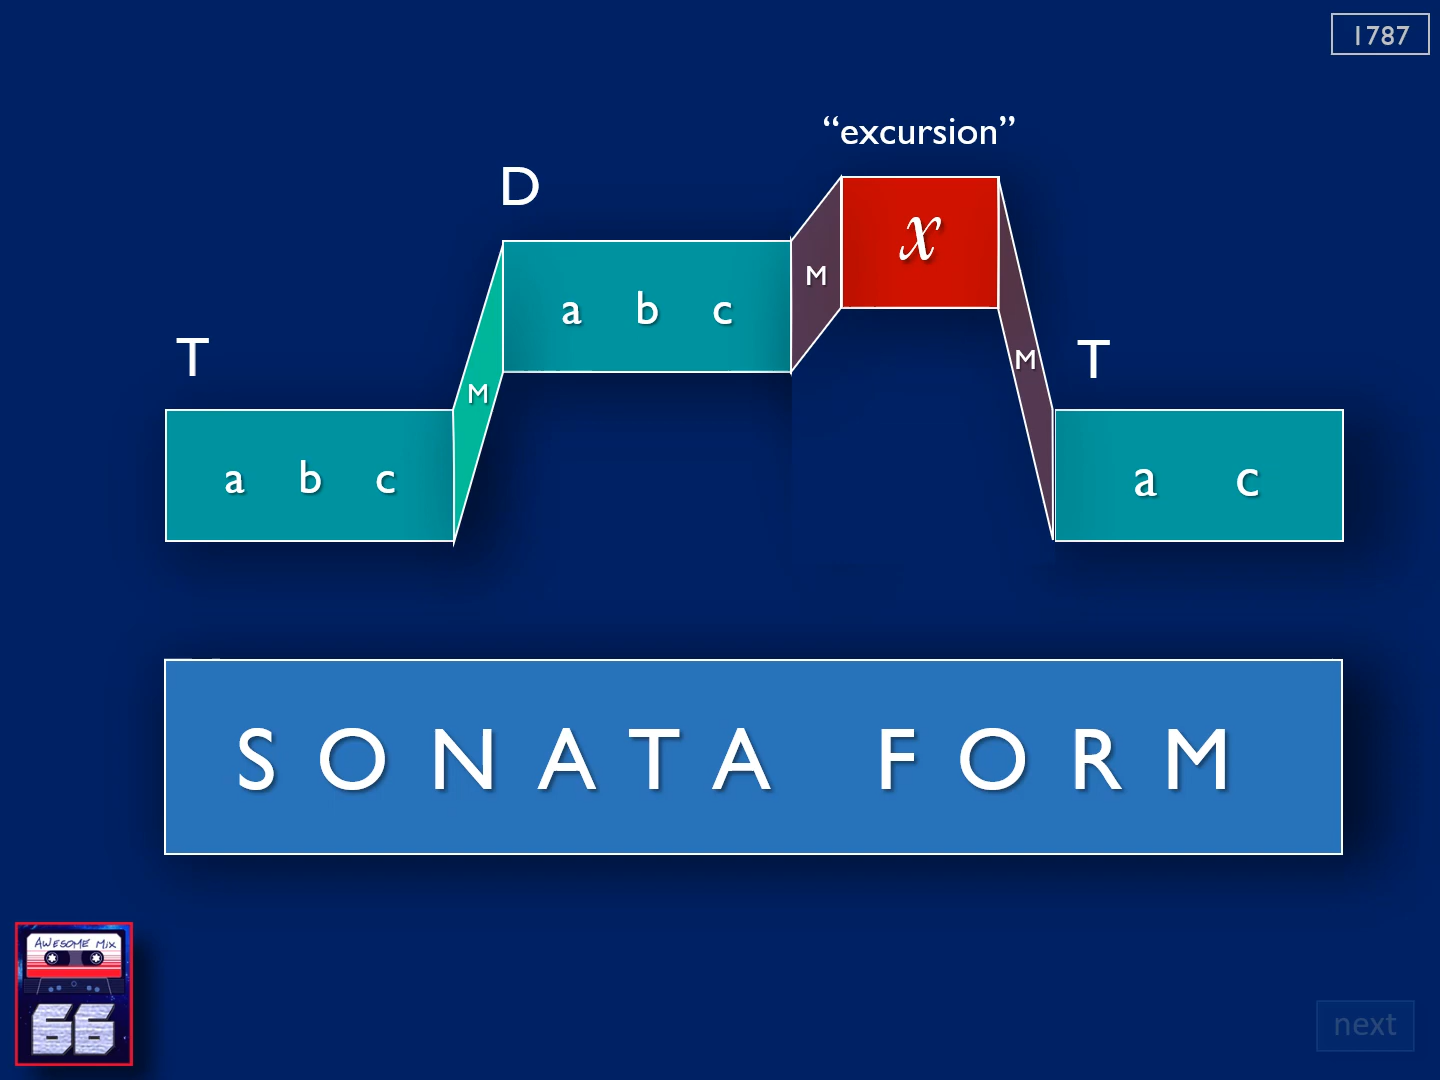 1787
“excursion”
D
x
a b c
M
T
M
T
M
a b c
a c
SONATA FORM
AWESOME MIX
66
next